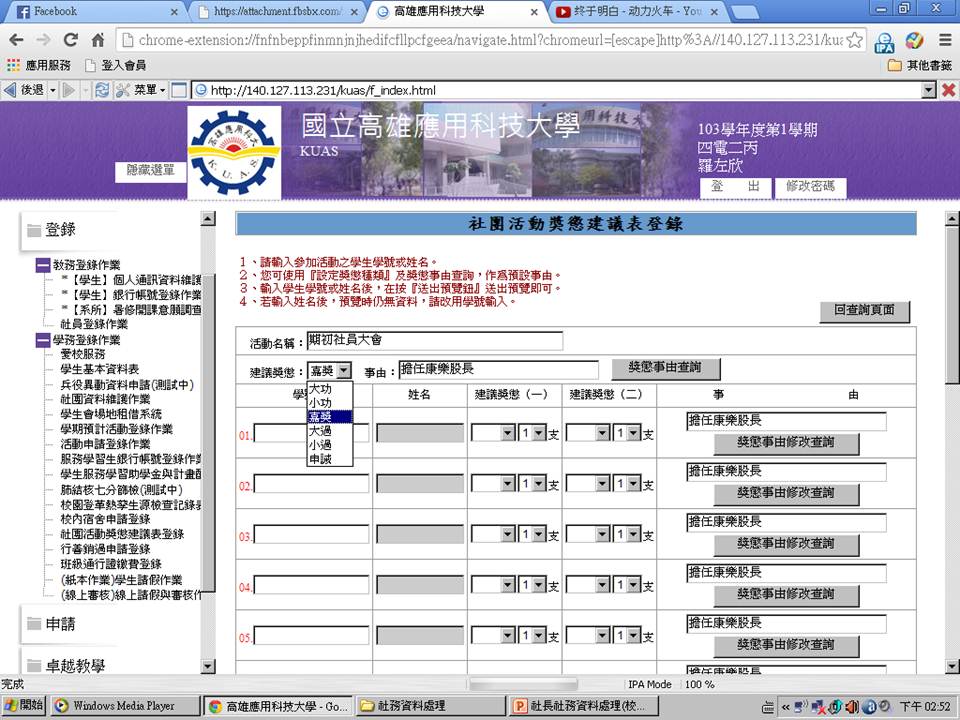 Facebook
https://attachment.fbsbx.com/
高雄應用科技大學
终于明白 - 动力火车 - You
chrome-extension://fnfnbeppfinmnjnjhedifcfllpcfgeea/navigate.html?chromeurl=[escape]http%3A//140.127.113.231/kua
應用服務 登入會員 其他書籤
後退 菜單 http://140.127.113.231/kuas/f_index.html
國立高雄應用科技大學
KUAS
隱藏選單
103學年度第1學期
四電二丙
羅左欣
登 出 修改密碼
登錄
教務登錄作業
*【學生】個人通訊資料維護
*【學生】銀行帳號登錄作業
*【系所】暑修開課意願調查
社員登錄作業
學務登錄作業
愛校服務
學生基本資料表
兵役異動資料申請(測試中)
社團資料維護作業
學生會場地租借系統
學期預計活動登錄作業
活動申請登錄作業
服務學習生銀行帳號登錄作業
學生服務學習助學金與計畫
肺結核七分篩檢(測試中)
校園登革熱孳生源檢查記錄表
校內宿舍申請登錄
社團活動獎懲建議表登錄
行善銷過申請登錄
班級通行證繳費登錄
(紙本作業)學生請假作業
(線上審核)線上請假與審核作
申請
卓越教學
社團活動獎懲建議表登錄
1、請輸入參加活動之學生學號或姓名。
2、您可使用『設定獎懲種類』及獎懲事由查詢，作為預設事由。
3、輸入學生學號或姓名後，在按『送出預覽鈕』送出預覽即可。
4、若輸入姓名後，預覽時仍無資料，請改用學號輸入。
回查詢頁面
活動名稱：期初社員大會
建議獎懲：嘉獎 事由：擔任康樂股長 獎懲事由查詢
大功
小功
嘉獎
大過
小過
申誡
學 姓名 建議獎懲（一） 建議獎懲（二） 事 由
01. 1 支 1 支 擔任康樂股長
獎懲事由修改查詢
02. 1 支 1 支 擔任康樂股長
獎懲事由修改查詢
03. 1 支 1 支 擔任康樂股長
獎懲事由修改查詢
04. 1 支 1 支 擔任康樂股長
獎懲事由修改查詢
05. 1 支 1 支 擔任康樂股長
獎懲事由修改查詢
擔任康樂股長
完成 IPA Mode 100 %
開始 Windows Media Player 高雄應用科技大學 - Go... 社務資料處理 社長社務資料處理(校... 下午 02:52